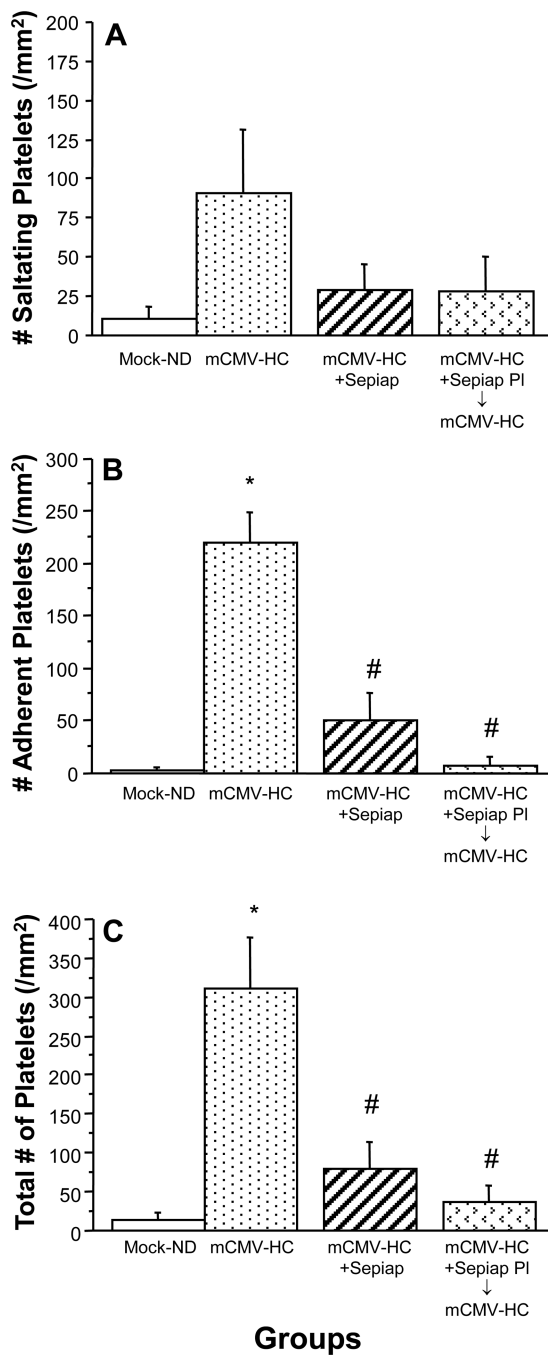 A
# Saltating Platelets (/mm²)
200
175
150
125
100
75
50
25
0
Mock-ND
mCMV-HC
mCMV-HC
+Sepiap
mCMV-HC
+Sepiap Pl
↓
mCMV-HC
B
# Adherent Platelets (/mm²)
300
250
200
150
100
50
0
*
#
#
Mock-ND
mCMV-HC
mCMV-HC
+Sepiap
mCMV-HC
+Sepiap Pl
↓
mCMV-HC
C
Total # of Platelets (/mm²)
400
350
300
250
200
150
100
50
0
*
#
#
Mock-ND
mCMV-HC
mCMV-HC
+Sepiap
mCMV-HC
+Sepiap Pl
↓
mCMV-HC
Groups